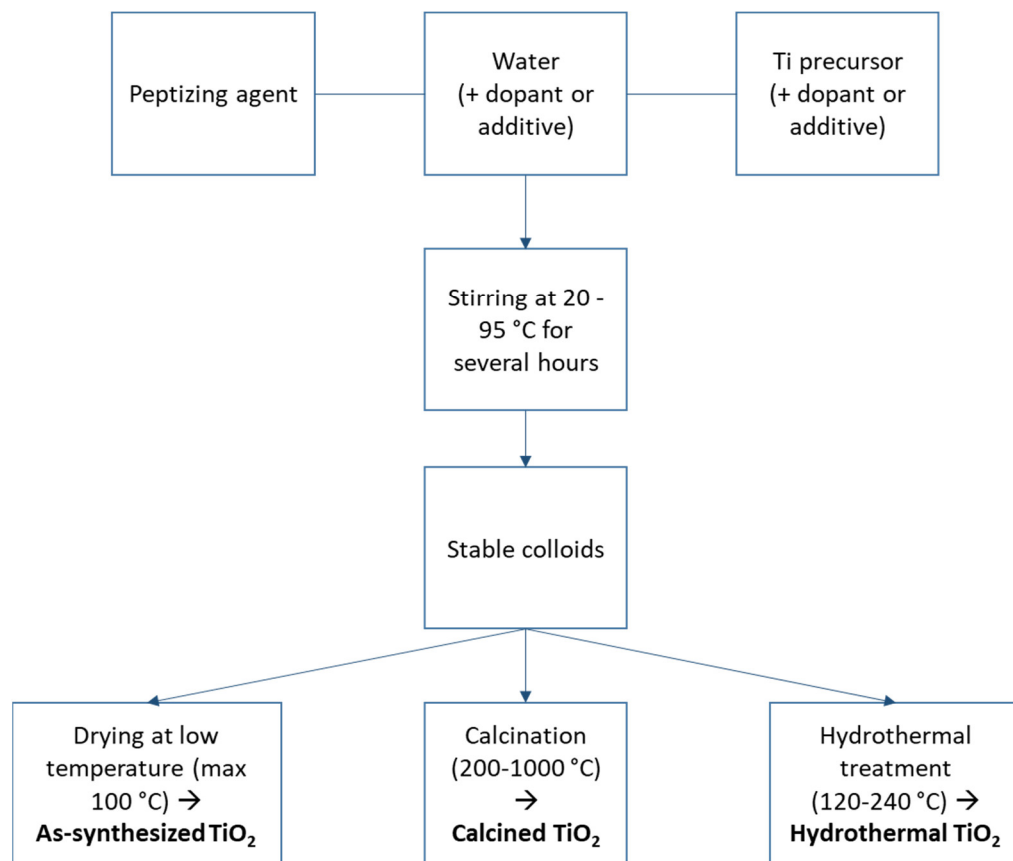 Peptizing agent
Water
(+ dopant or
additive)
Ti precursor
(+ dopant or
additive)
Stirring at 20 -
95 °C for
several hours
Stable colloids
Drying at low
temperature (max
100 °C) →
As-synthesized TiO₂
Calcination
(200-1000 °C)
→
Calcined TiO₂
Hydrothermal
treatment
(120-240 °C) →
Hydrothermal TiO₂